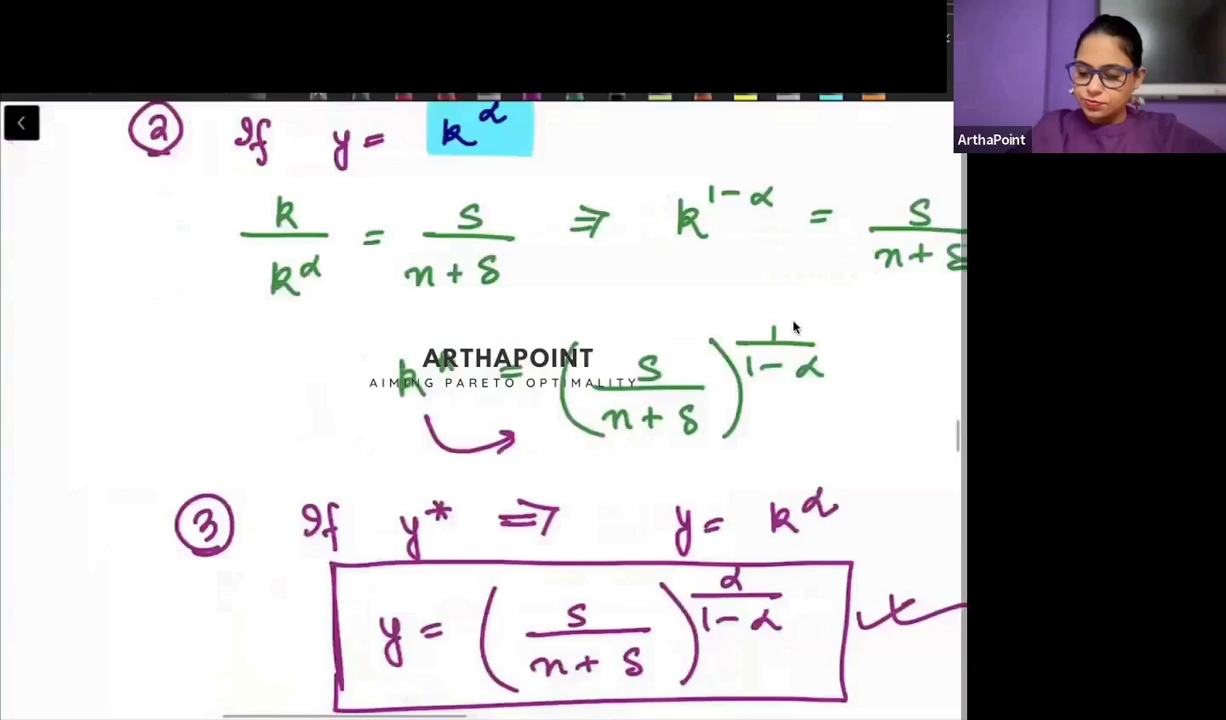 ② If y = k^α
k/k^α = s/(n + δ) ⇒ k^(1-α) = s/(n + δ)
k* = (s/(n + δ))^(1/(1-α))
ARTHAPOINT
AIMING PARETO OPTIMALITY
③ If y* ⇒ y = k^α
y = (s/(n + δ))^(α/(1-α))
ArthaPoint